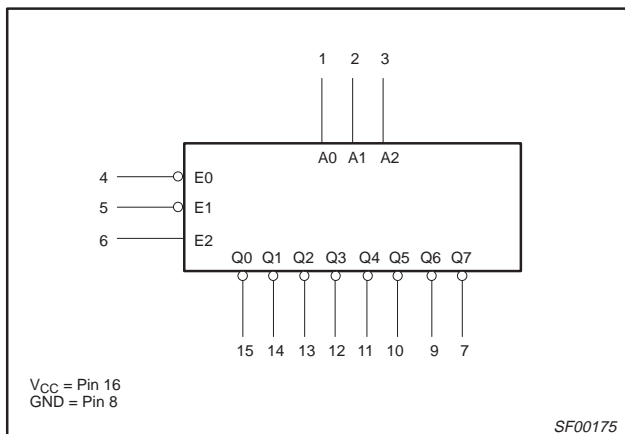 1 2 3
A0 A1 A2
4 E0
5 E1
6 E2
Q0 Q1 Q2 Q3 Q4 Q5 Q6 Q7
15 14 13 12 11 10 9 7
VCC = Pin 16
GND = Pin 8
SF00175